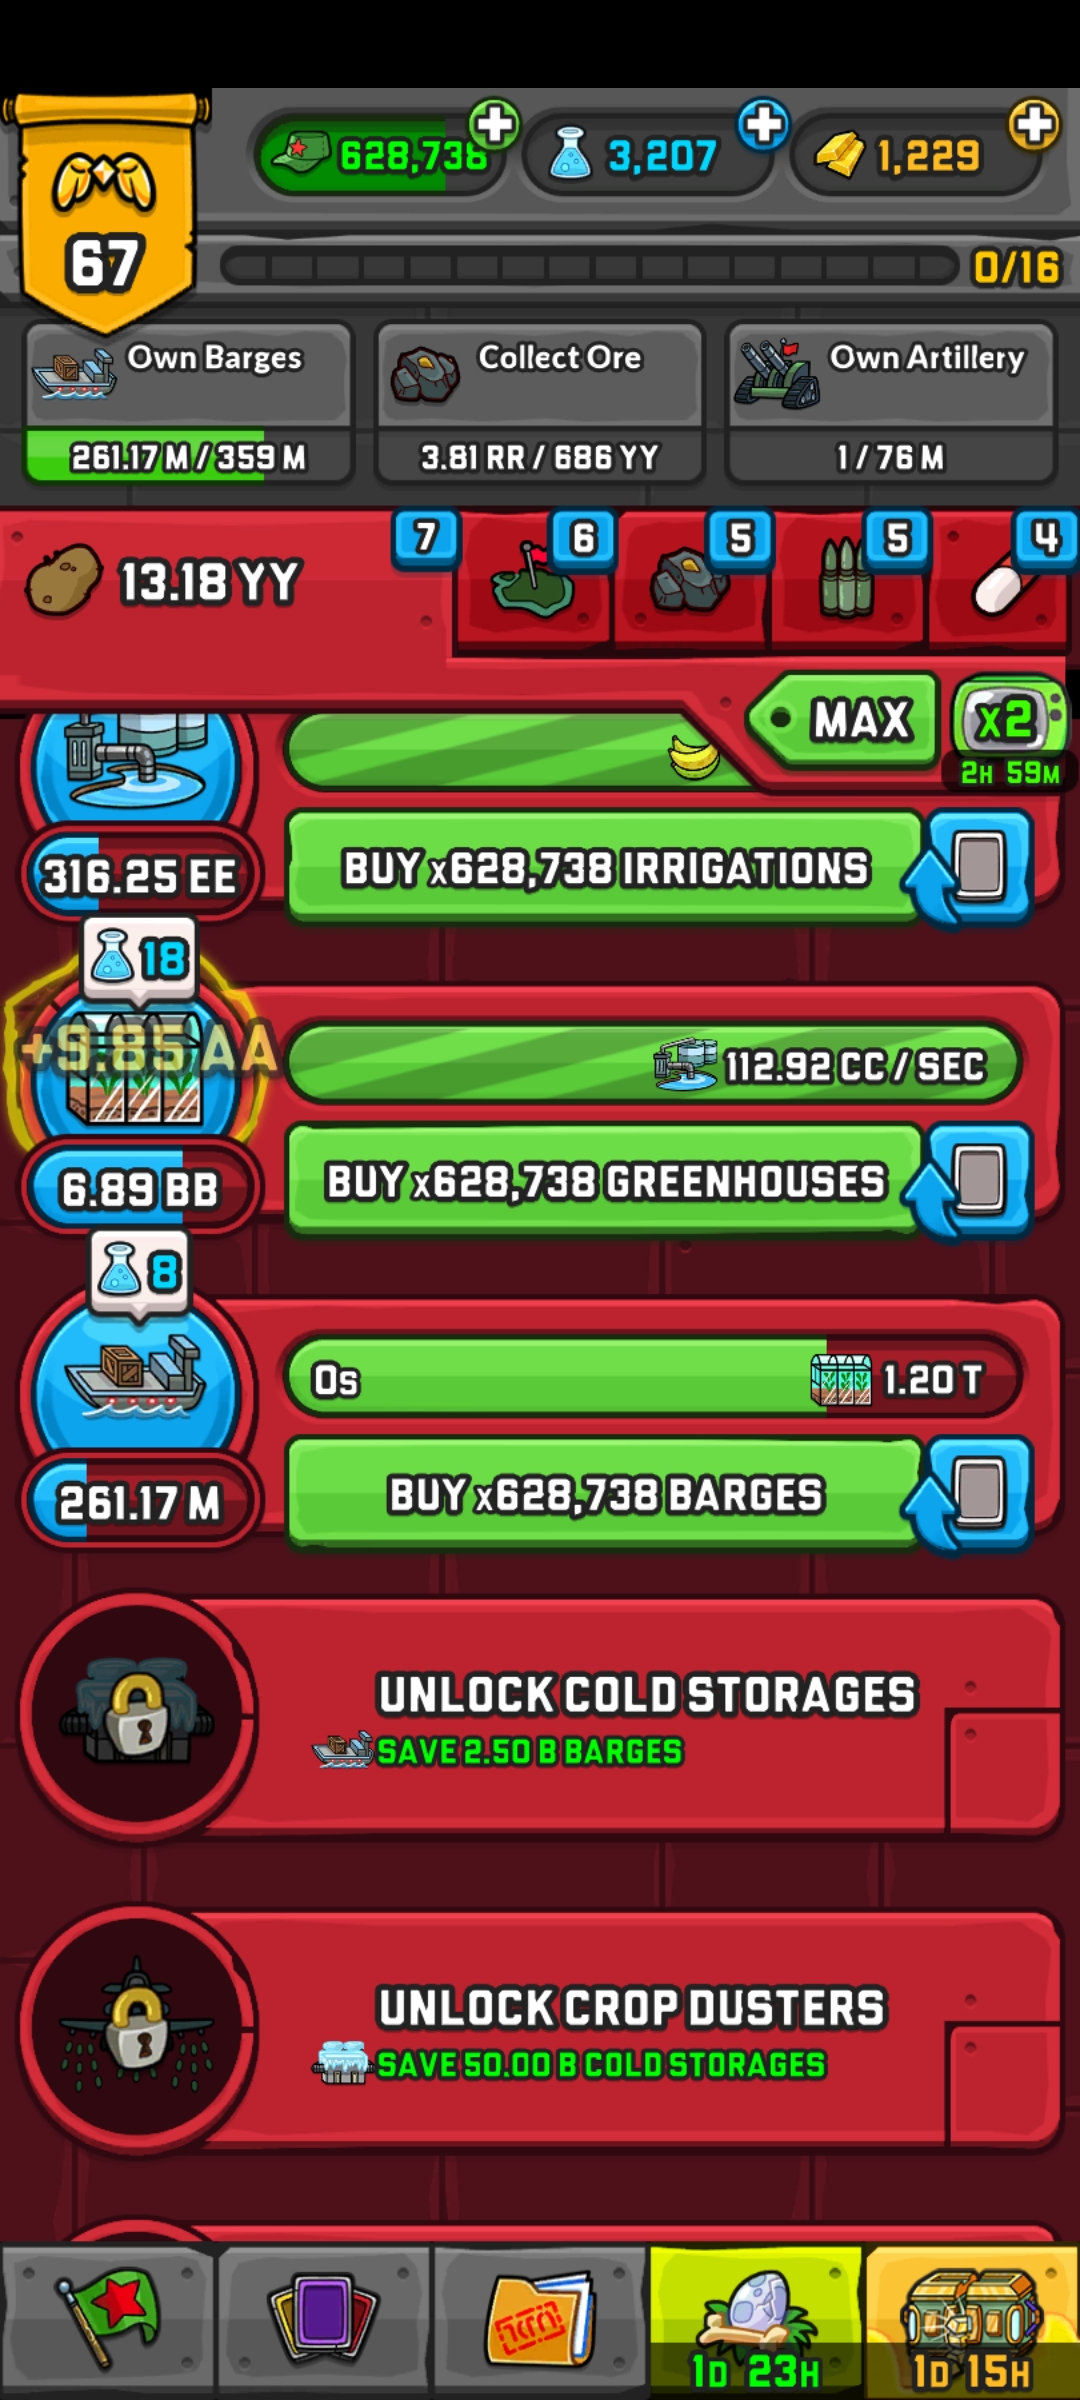 628,738
3,207
1,229
67
0/16
Own Barges
Collect Ore
Own Artillery
261.17 M / 359 M
3.81 RR / 686 YY
1 / 76 M
13.18 YY
7
6
5
5
4
MAX
x2
2H 59M
316.25 EE
BUY x628,738 IRRIGATIONS
18
+9.85 AA
112.92 CC / SEC
6.89 BB
BUY x628,738 GREENHOUSES
8
0s
1.20 T
261.17 M
BUY x628,738 BARGES
UNLOCK COLD STORAGES
SAVE 2.50 B BARGES
UNLOCK CROP DUSTERS
SAVE 50.00 B COLD STORAGES
1D 23H
1D 15H